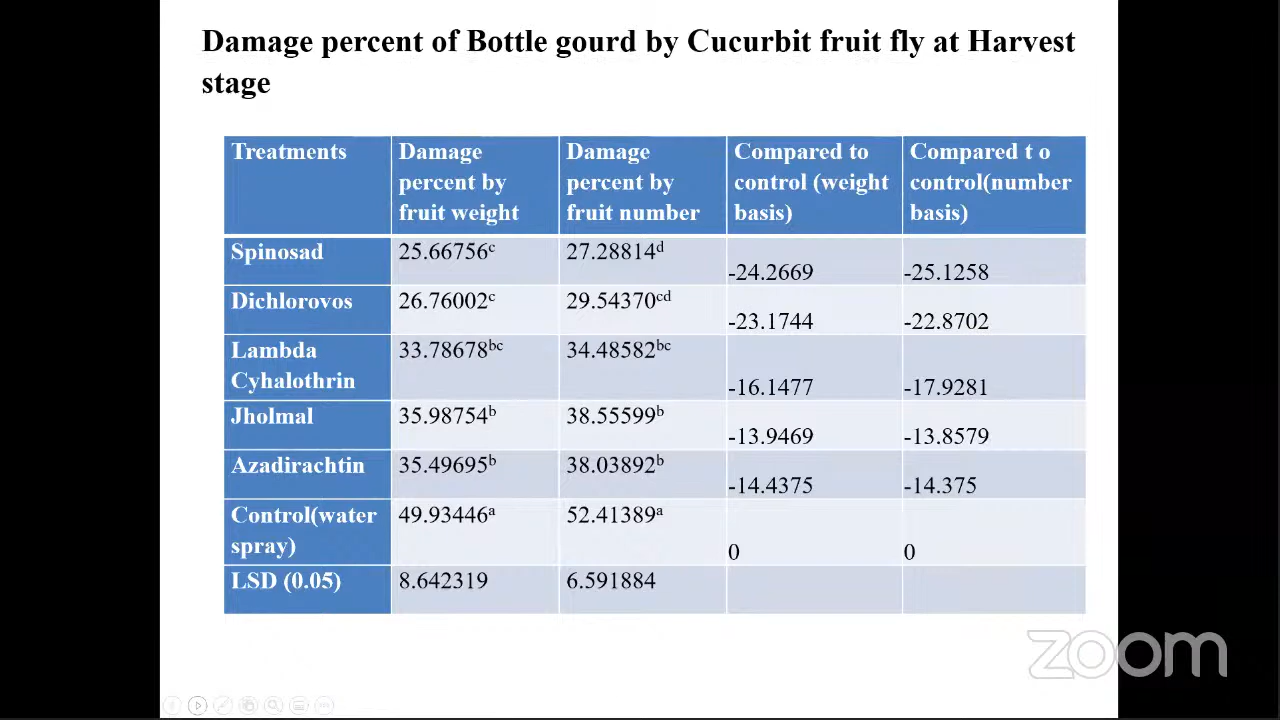 Damage percent of Bottle gourd by Cucurbit fruit fly at Harvest
stage
Treatments
Damage
percent by
fruit weight
Damage
percent by
fruit number
Compared to
control (weight
basis)
Compared t o
control(number
basis)
Spinosad
25.66756ᶜ
27.28814ᵈ
-24.2669
-25.1258
Dichlorovos
26.76002ᶜ
29.54370ᶜᵈ
-23.1744
-22.8702
Lambda
Cyhalothrin
33.78678ᵇᶜ
34.48582ᵇᶜ
-16.1477
-17.9281
Jholmal
35.98754ᵇ
38.55599ᵇ
-13.9469
-13.8579
Azadirachtin
35.49695ᵇ
38.03892ᵇ
-14.4375
-14.375
Control(water
spray)
49.93446ᵃ
52.41389ᵃ
0
0
LSD (0.05)
8.642319
6.591884
zoom